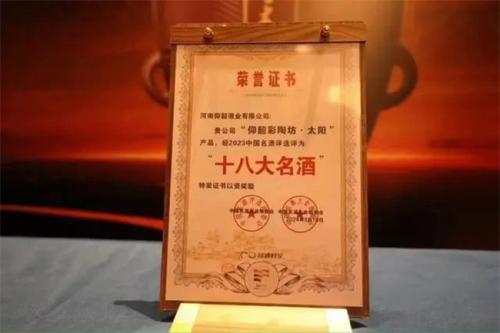 荣誉证书
河南仰韶酒业有限公司:
贵公司“仰韶彩陶坊·太阳”
产品,经2023中国名酒评选评为
“十八大名酒”
特发证书以资奖励